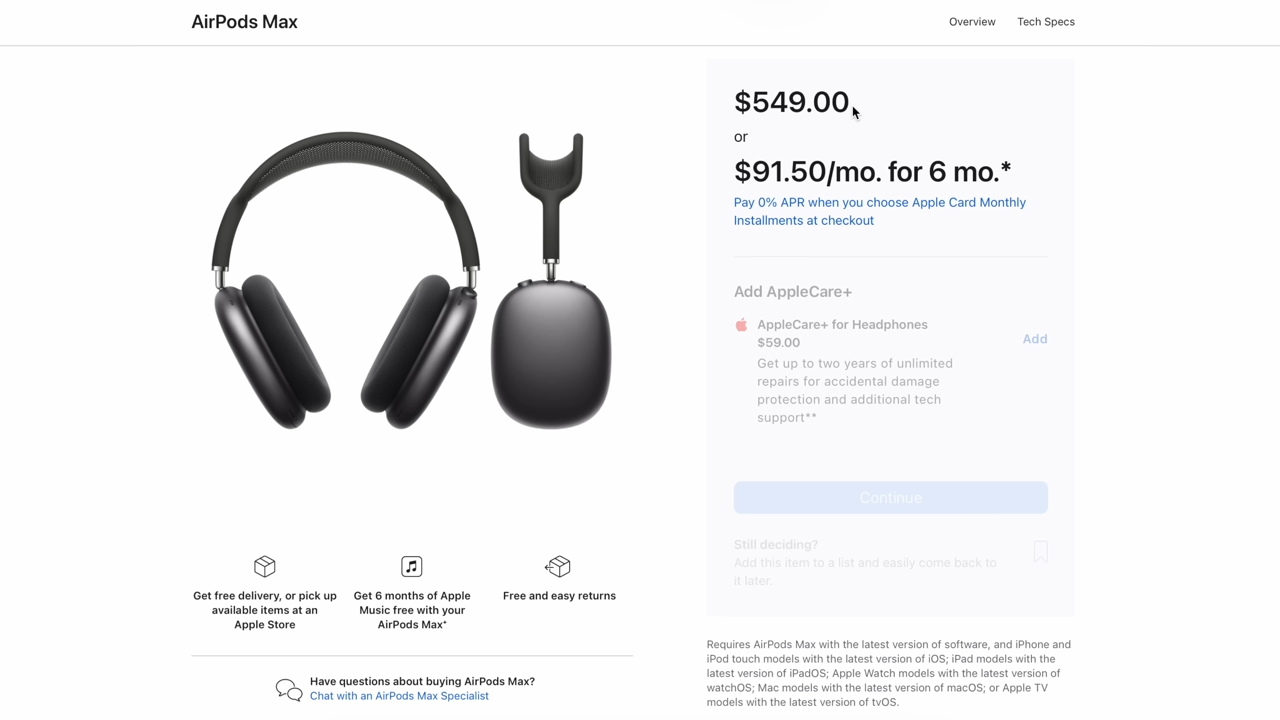 AirPods Max
Overview
Tech Specs
$549.00
or
$91.50/mo. for 6 mo.*
Pay 0% APR when you choose Apple Card Monthly
Installments at checkout
Add AppleCare+
AppleCare+ for Headphones
$59.00
Add
Get up to two years of unlimited
repairs for accidental damage
protection and additional tech
support**
Continue
Still deciding?
Add this item to a list and easily come back to
it later.
Get free delivery, or pick up
available items at an
Apple Store
Get 6 months of Apple
Music free with your
AirPods Max*
Free and easy returns
Have questions about buying AirPods Max?
Chat with an AirPods Max Specialist
Requires AirPods Max with the latest version of software, and iPhone and
iPod touch models with the latest version of iOS; iPad models with the
latest version of iPadOS; Apple Watch models with the latest version of
watchOS; Mac models with the latest version of macOS; or Apple TV
models with the latest version of tvOS.